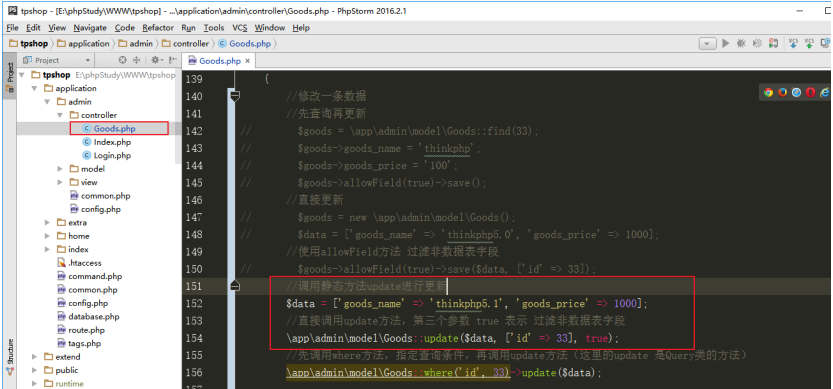 tpshop - [E:\phpStudy\WWW\tpshop] - ...\application\admin\controller\Goods.php - PhpStorm 2016.2.1
File Edit View Navigate Code Refactor Run Tools VCS Window Help
tpshop application admin controller Goods.php
Project Goods.php ×
tpshop E:\phpStudy\WWW\tpshop
application
admin
controller
Goods.php
Index.php
Login.php
model
view
common.php
config.php
extra
home
index
.htaccess
command.php
common.php
config.php
database.php
route.php
tags.php
extend
public
runtime
Project
Structure
139 {
140 //修改一条数据
141 //先查询再更新
142 // $goods = \app\admin\model\Goods::find(33);
143 // $goods->goods_name = 'thinkphp';
144 // $goods->goods_price = '100';
145 // $goods->allowField(true)->save();
146 //直接更新
147 // $goods = new \app\admin\model\Goods();
148 // $data = ['goods_name' => 'thinkphp5.0', 'goods_price' => 1000];
149 //使用allowField方法 过滤非数据表字段
150 // $goods->allowField(true)->save($data, ['id' => 33]);
151 //调用静态方法update进行更新
152 $data = ['goods_name' => 'thinkphp5.1', 'goods_price' => 1000];
153 //直接调用update方法，第三个参数 true 表示 过滤非数据表字段
154 \app\admin\model\Goods::update($data, ['id' => 33], true);
155 //先调用where方法，指定查询条件，再调用update方法（这里的update 是Query类的方法）
156 \app\admin\model\Goods::where('id', 33)->update($data);
157